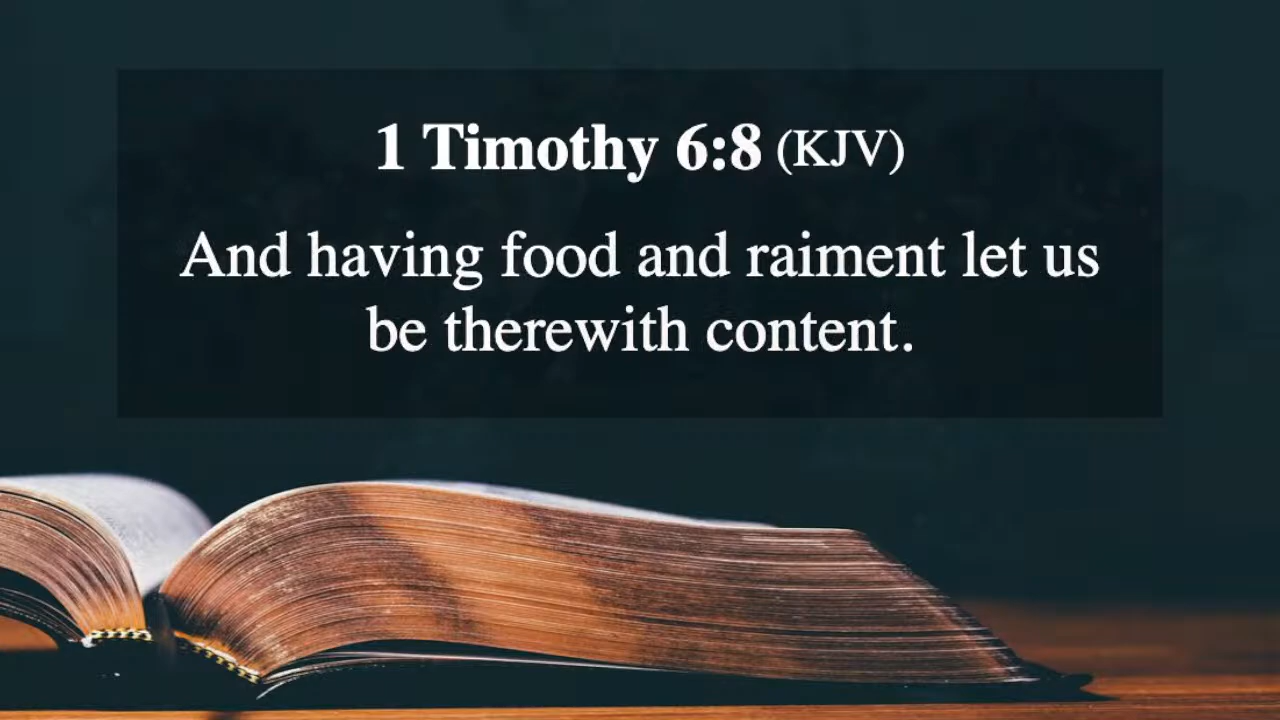 1 Timothy 6:8 (KJV)
And having food and raiment let us
be therewith content.